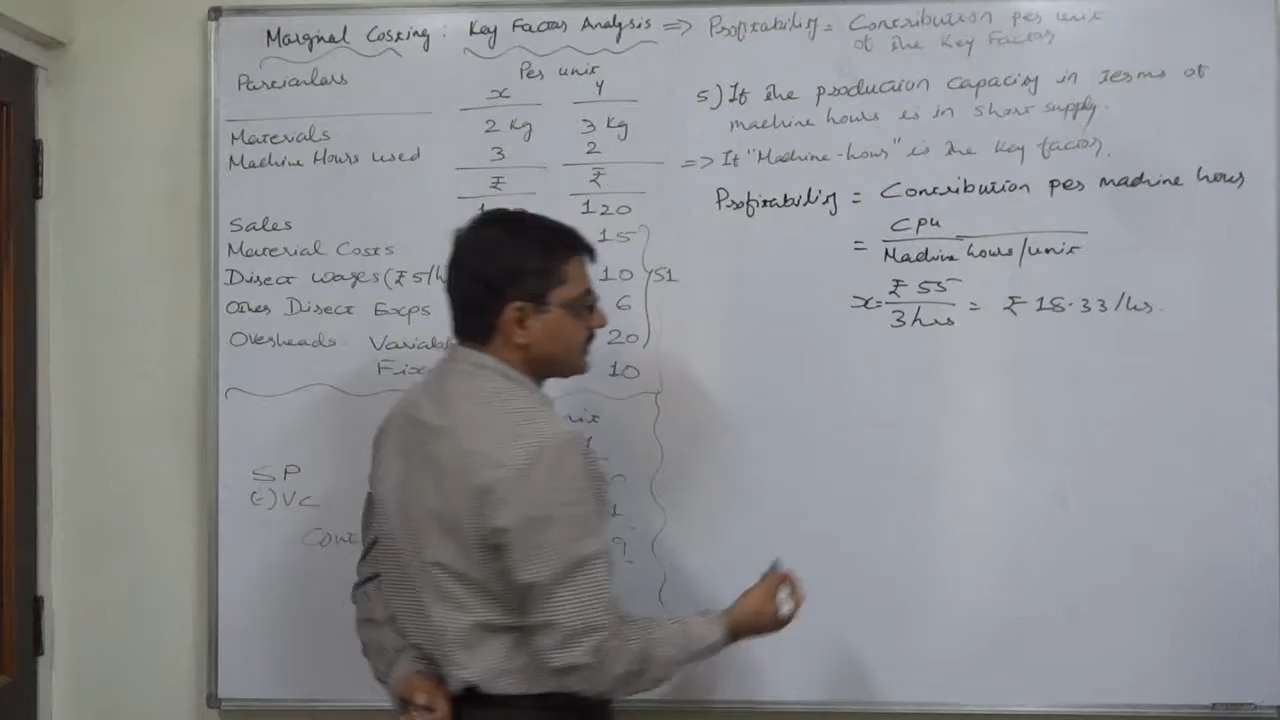 Marginal Costing: Key Factor Analysis => Profitability = Contribution per unit
of the Key Factor
Particulars
Per unit
x Y
Materials 2 Kg 3 Kg
Machine Hours used 3 2
₹ ₹
Sales 120
Material Costs 15
Direct wages (₹5/h 10 51
Other Direct Exps 6
Overheads Variab 20
Fix 10
SP
(-) VC
Cont
5) If the production capacity in terms of
machine hours is in short supply.
=> If "Machine-hour" is the key factor.
Profitability = Contribution per machine hour
= CPU
Machine hours/unit
x = ₹ 55
3 hrs = ₹ 18.33/hr.